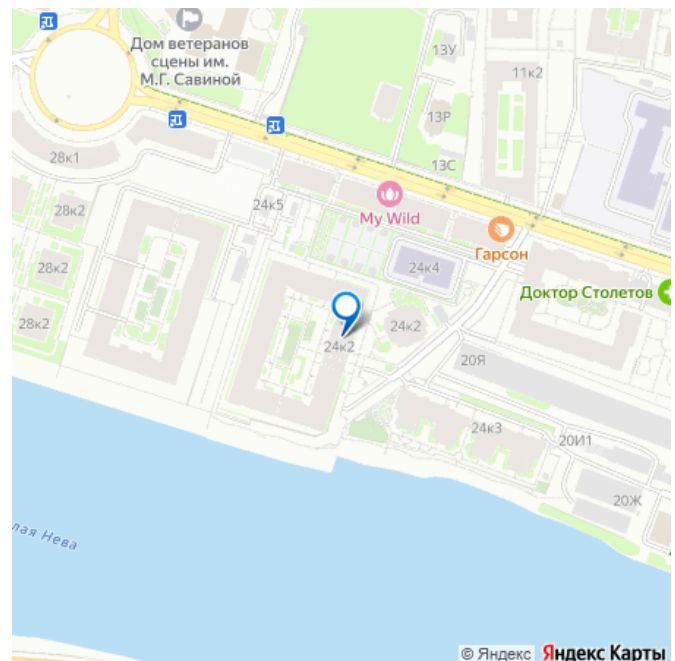 Дом ветеранов
сцены им.
М.Г. Савиной
13У
11к2
13Р
28к1
13С
My Wild
24к5
28к2
Гарсон
28к2
24к4
Доктор Столетов
28к2
24к2
24к2
20Я
24к3
20И1
20Ж
лая Нева
© Яндекс Яндекс Карты